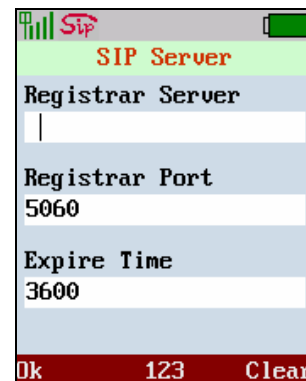 Sip
SIP Server
Registrar Server
Registrar Port
5060
Expire Time
3600
Ok 123 Clear